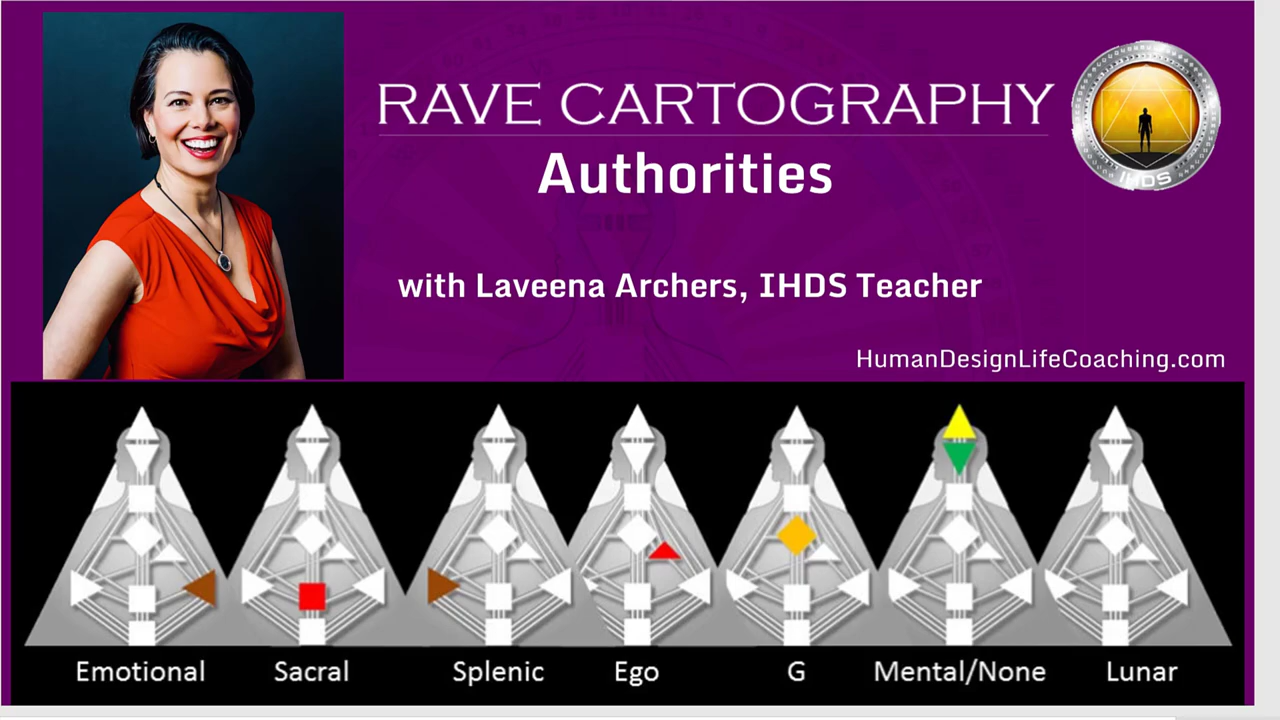 RAVE CARTOGRAPHY
IHDS
Authorities
with Laveena Archers, IHDS Teacher
HumanDesignLifeCoaching.com
Emotional Sacral Splenic Ego G Mental/None Lunar